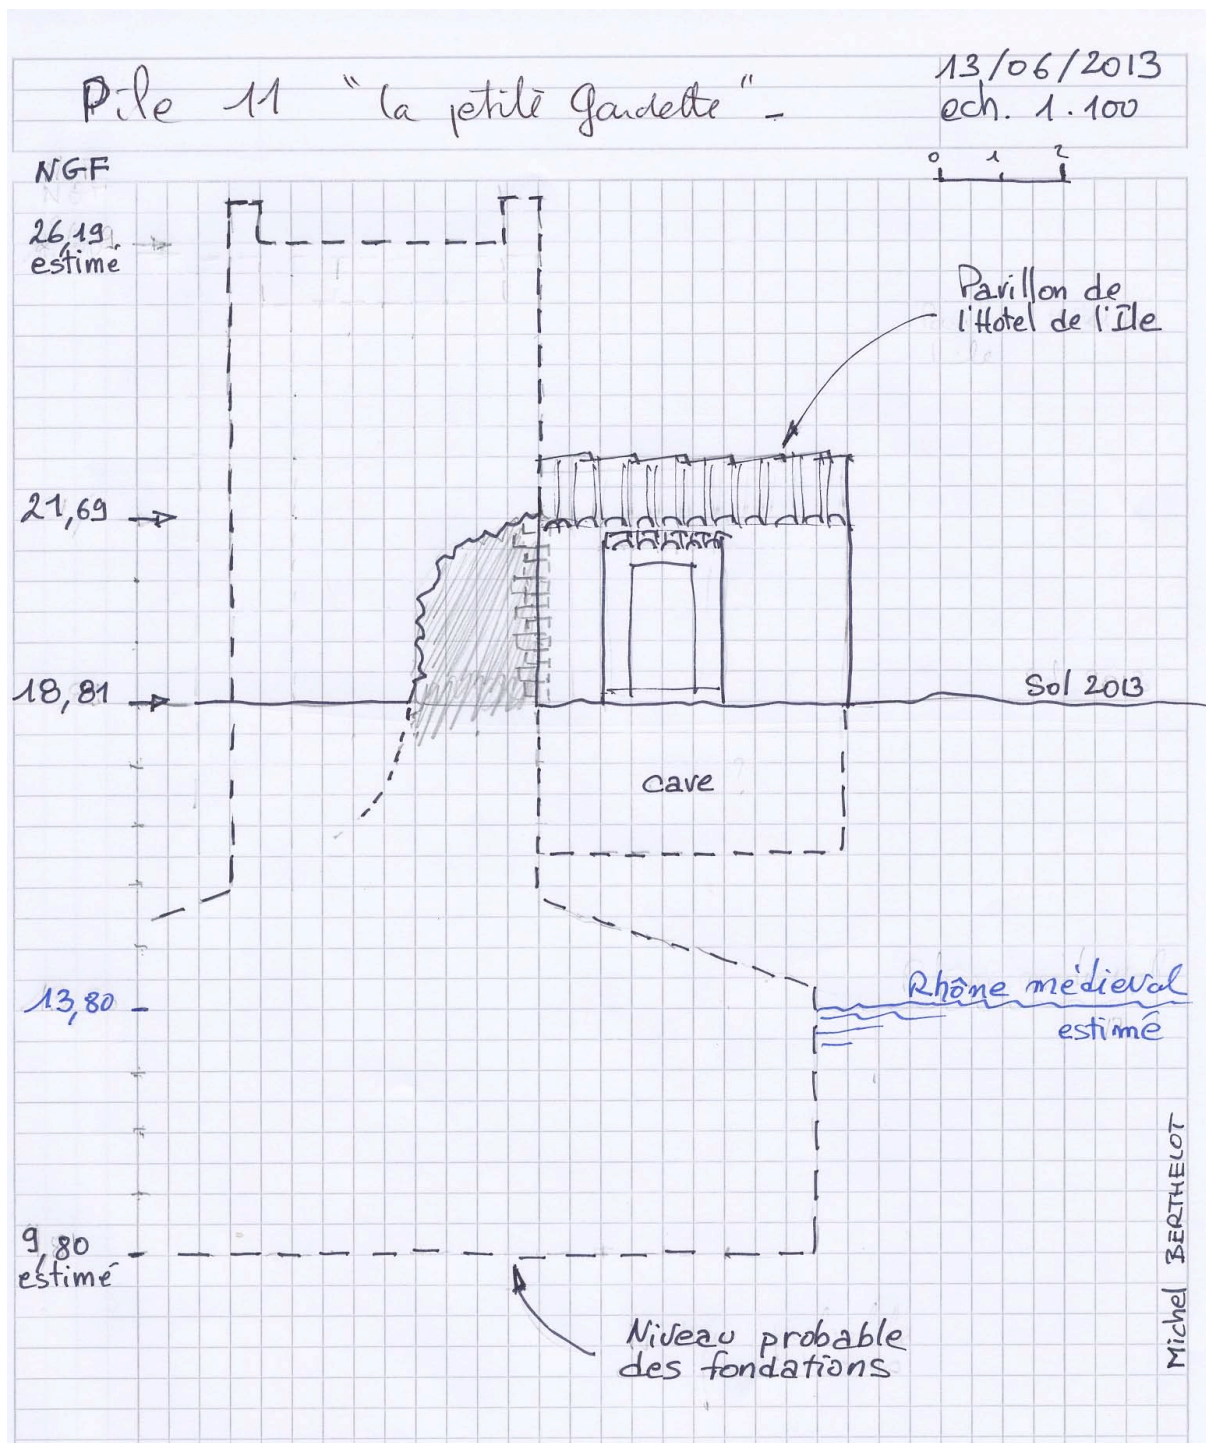 Pile 11 "la petite Gardette" -
13/06/2013
ech. 1.100
0 1 2
NGF
26,19
estimé
Pavillon de
l'Hotel de l'Ile
21,69
18,81
Sol 2013
cave
13,80
Rhône médieval
estimé
9,80
estimé
Niveau probable
des fondations
Michel BERTHELOT